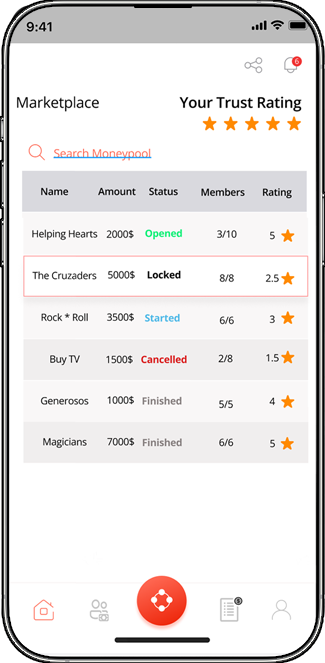 9:41
6
Marketplace Your Trust Rating
Search Moneypool
Name Amount Status Members Rating
Helping Hearts 2000$ Opened 3/10 5
The Cruzaders 5000$ Locked 8/8 2.5
Rock * Roll 3500$ Started 6/6 3
Buy TV 1500$ Cancelled 2/8 1.5
Generosos 1000$ Finished 5/5 4
Magicians 7000$ Finished 6/6 5